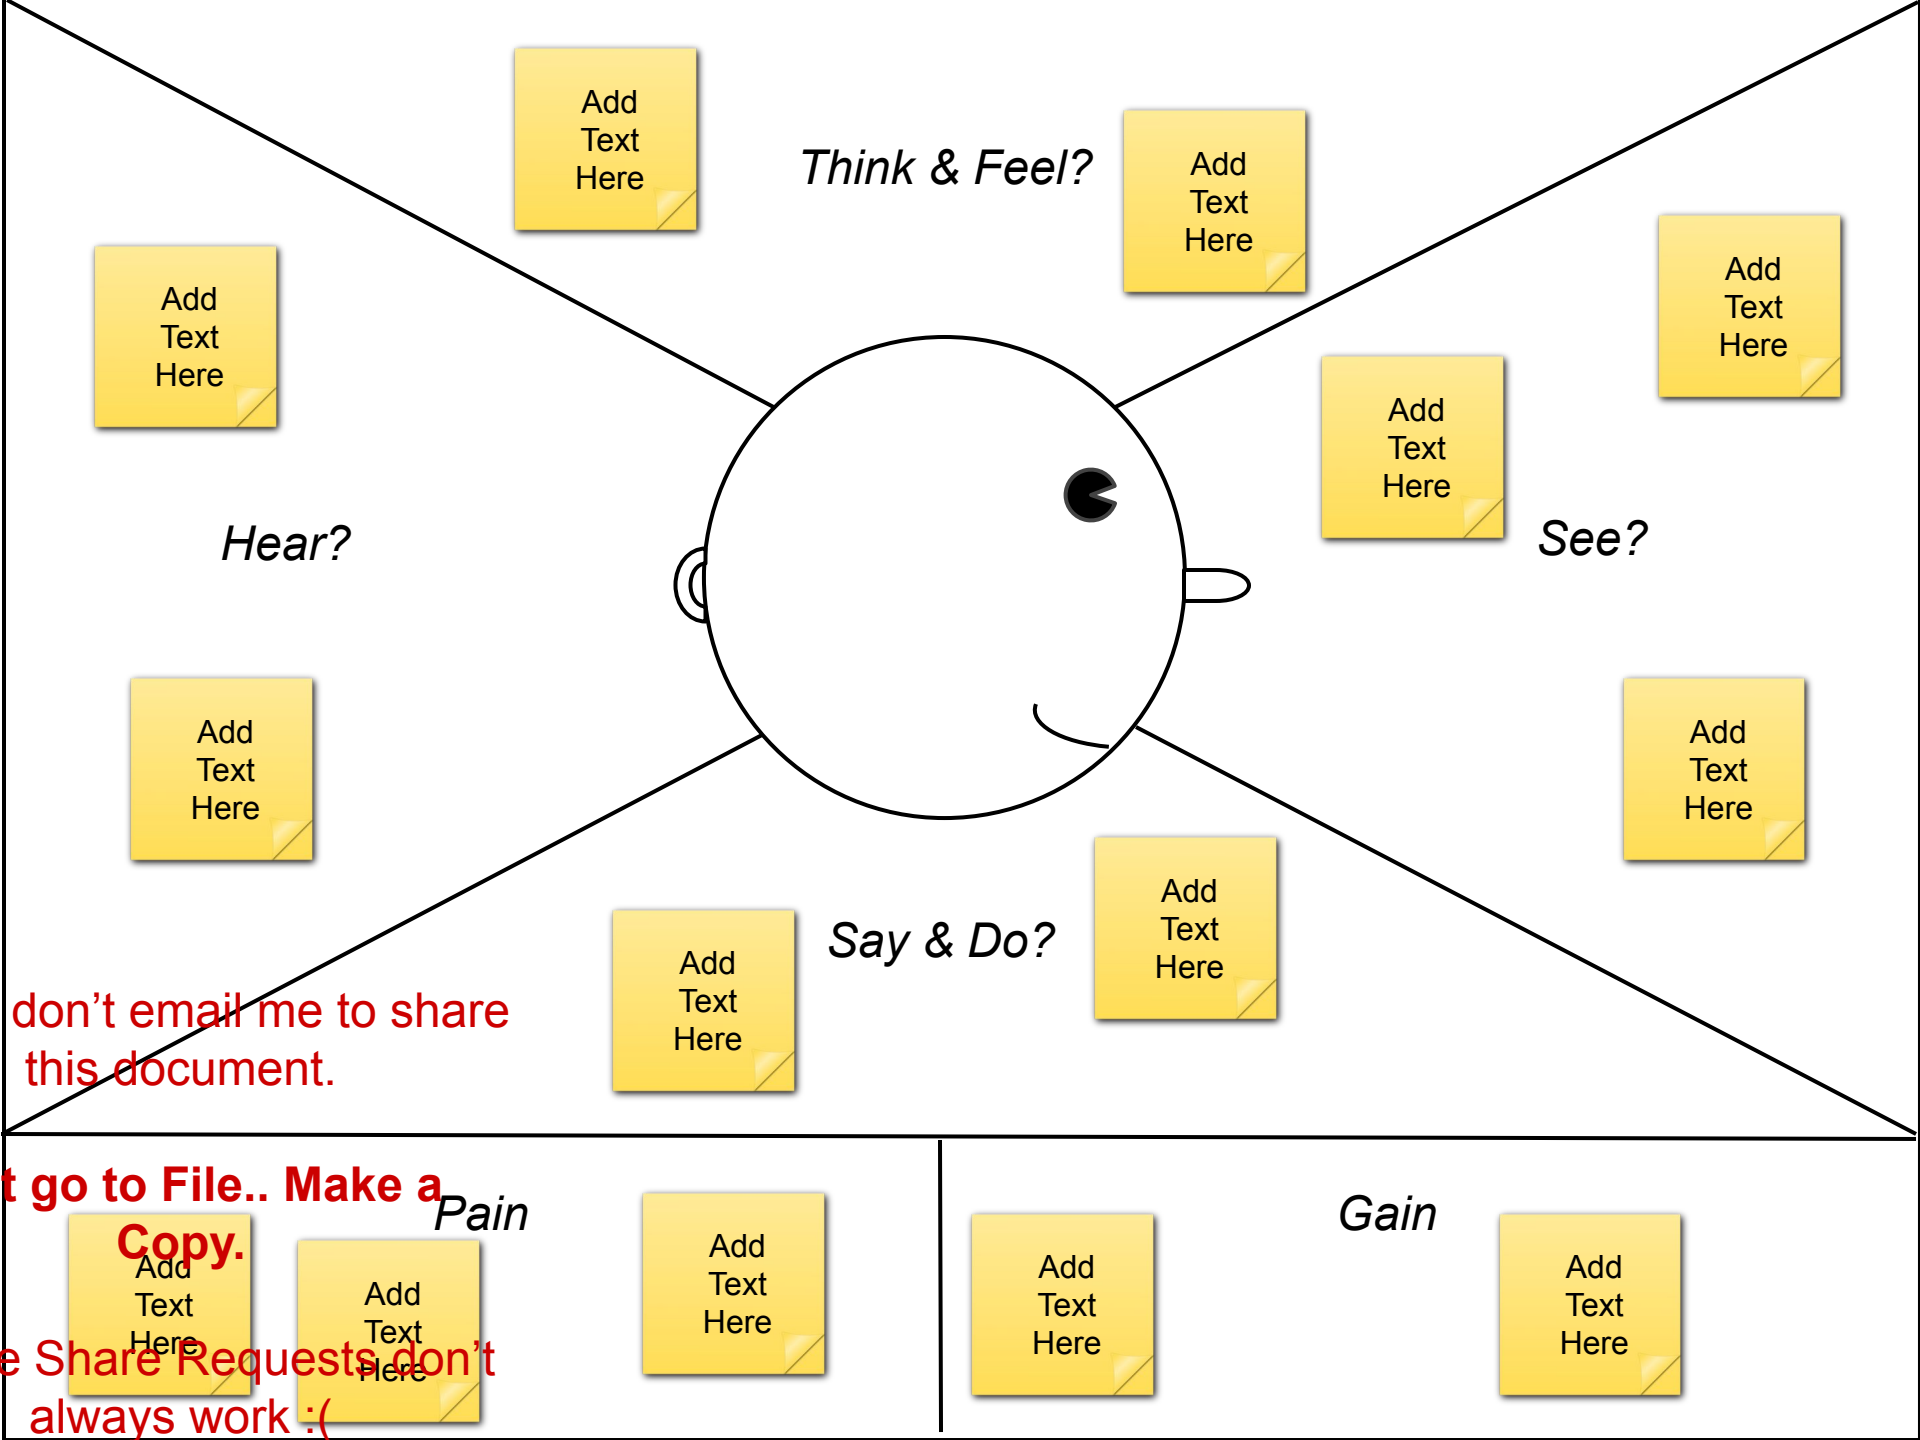 Add
Text
Here
Think & Feel?
Add
Text
Here
Add
Text
Here
Add
Text
Here
Add
Text
Here
Hear?
See?
Add
Text
Here
Add
Text
Here
Add
Text
Here
Say & Do?
Add
Text
Here
don’t email me to share
this document.
go to File.. Make a
Copy.
Pain
Add
Text
Here
Add
Text
Here
Add
Text
Here
Share Requests don’t
always work :(
Gain
Add
Text
Here
Add
Text
Here